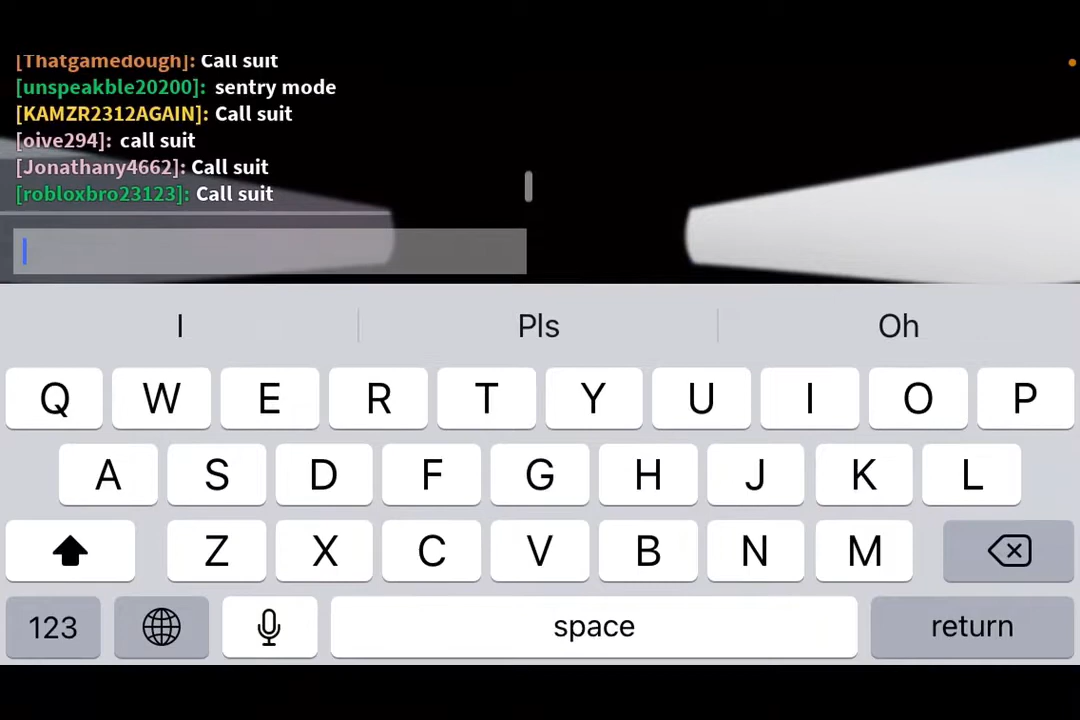 [Thatgamedough]: Call suit
[unspeakble20200]: sentry mode
[KAMZR2312AGAIN]: Call suit
[oive294]: call suit
[Jonathany4662]: Call suit
[robloxbro23123]: Call suit
I Pls Oh
Q W E R T Y U I O P
A S D F G H J K L
Z X C V B N M
123 space return